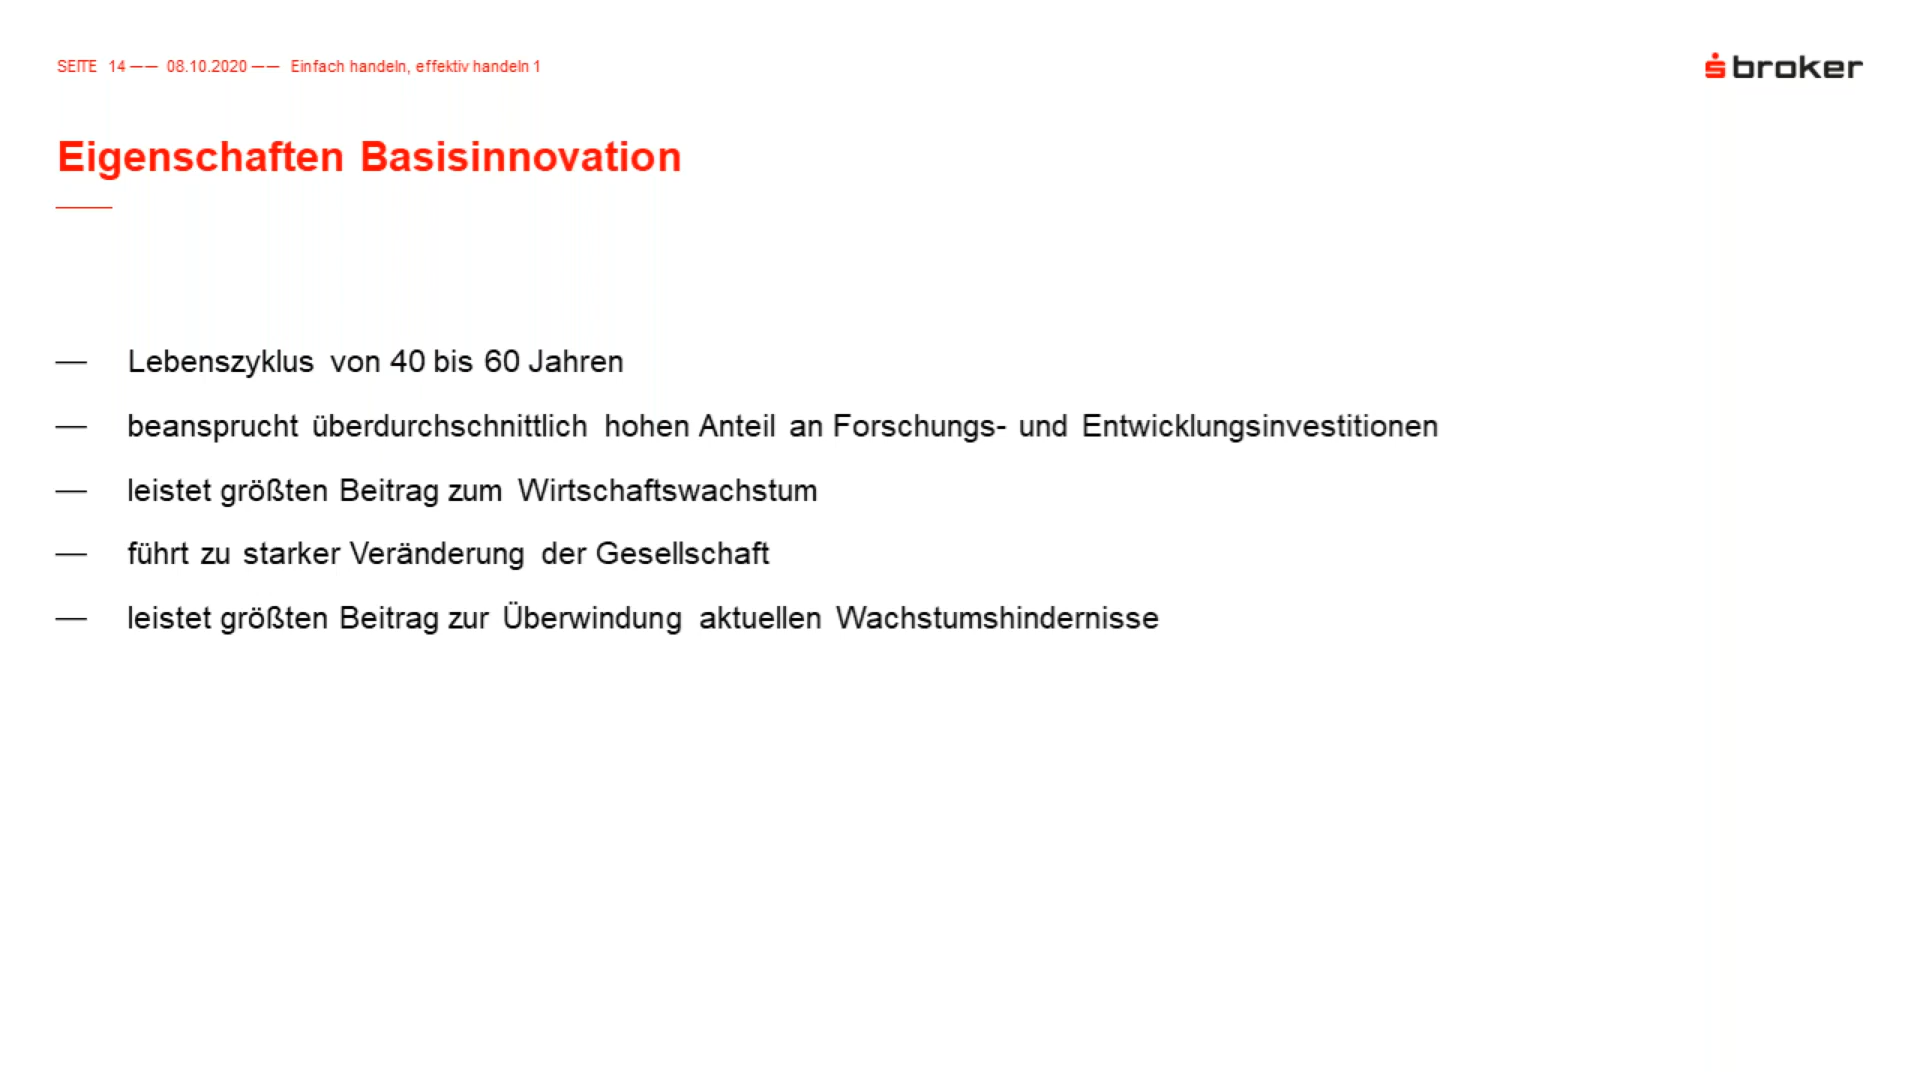 SEITE 14 —— 08.10.2020 —— Einfach handeln, effektiv handeln 1
broker
Eigenschaften Basisinnovation
— Lebenszyklus von 40 bis 60 Jahren
— beansprucht überdurchschnittlich hohen Anteil an Forschungs- und Entwicklungsinvestitionen
— leistet größten Beitrag zum Wirtschaftswachstum
— führt zu starker Veränderung der Gesellschaft
— leistet größten Beitrag zur Überwindung aktuellen Wachstumshindernisse